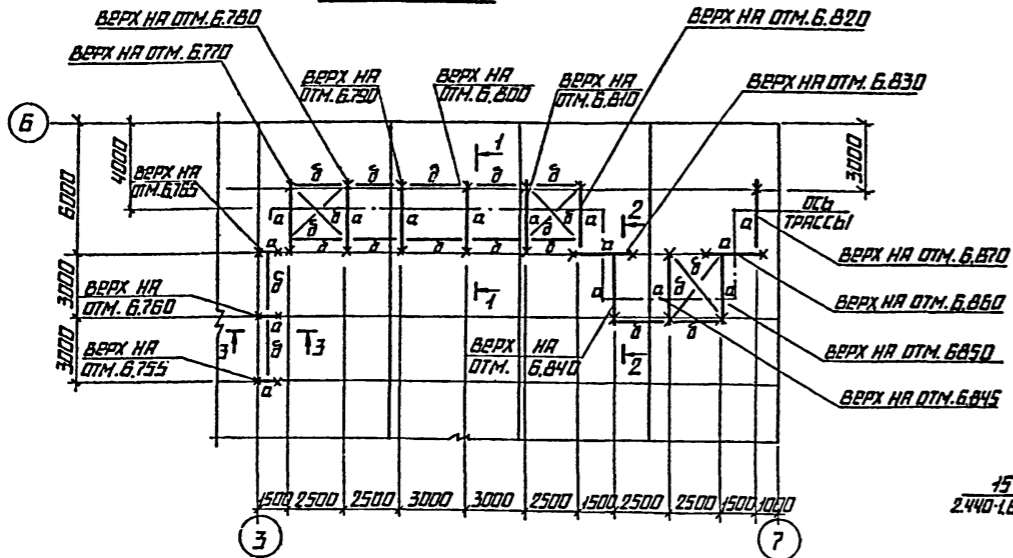 ВЕРХ НА ОТМ. 6.780
ВЕРХ НА ОТМ. 6.820
ВЕРХ НА ОТМ. 6.770
ВЕРХ НА
ОТМ. 6.790
ВЕРХ НА
ОТМ. 6.800
ВЕРХ НА
ОТМ. 6.810
ВЕРХ НА ОТМ. 6.830
Б
4000
6000
3000
1
ВЕРХ НА
ОТМ. 6.765
б б б б б
а а а а а а а
б б б б
2
ОСЬ
ТРАССЫ
б б б б б
а а а
ВЕРХ НА ОТМ. 6.870
3000
б
б б
ВЕРХ НА
ОТМ. 6.760
1
а а а
ВЕРХ НА ОТМ. 6.860
а
б б
3 3
3000
б
ВЕРХ НА
ОТМ. 6.755
а
ВЕРХ НА
ОТМ. 6.840
2
ВЕРХ НА ОТМ. 6.850
ВЕРХ НА ОТМ. 6.845
1500 2500 2500 3000 3000 2500 1500 2500 2500 1500 1000
3
7
15